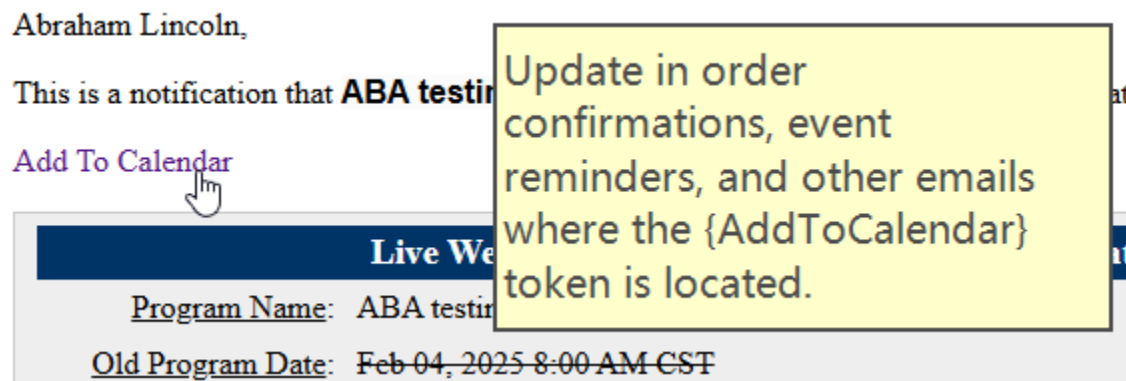 Abraham Lincoln,
This is a notification that ABA testin
Add To Calendar
Update in order
confirmations, event
reminders, and other emails
where the {AddToCalendar}
token is located.
Live We
Program Name: ABA testin
Old Program Date: Feb 04, 2025 8:00 AM CST